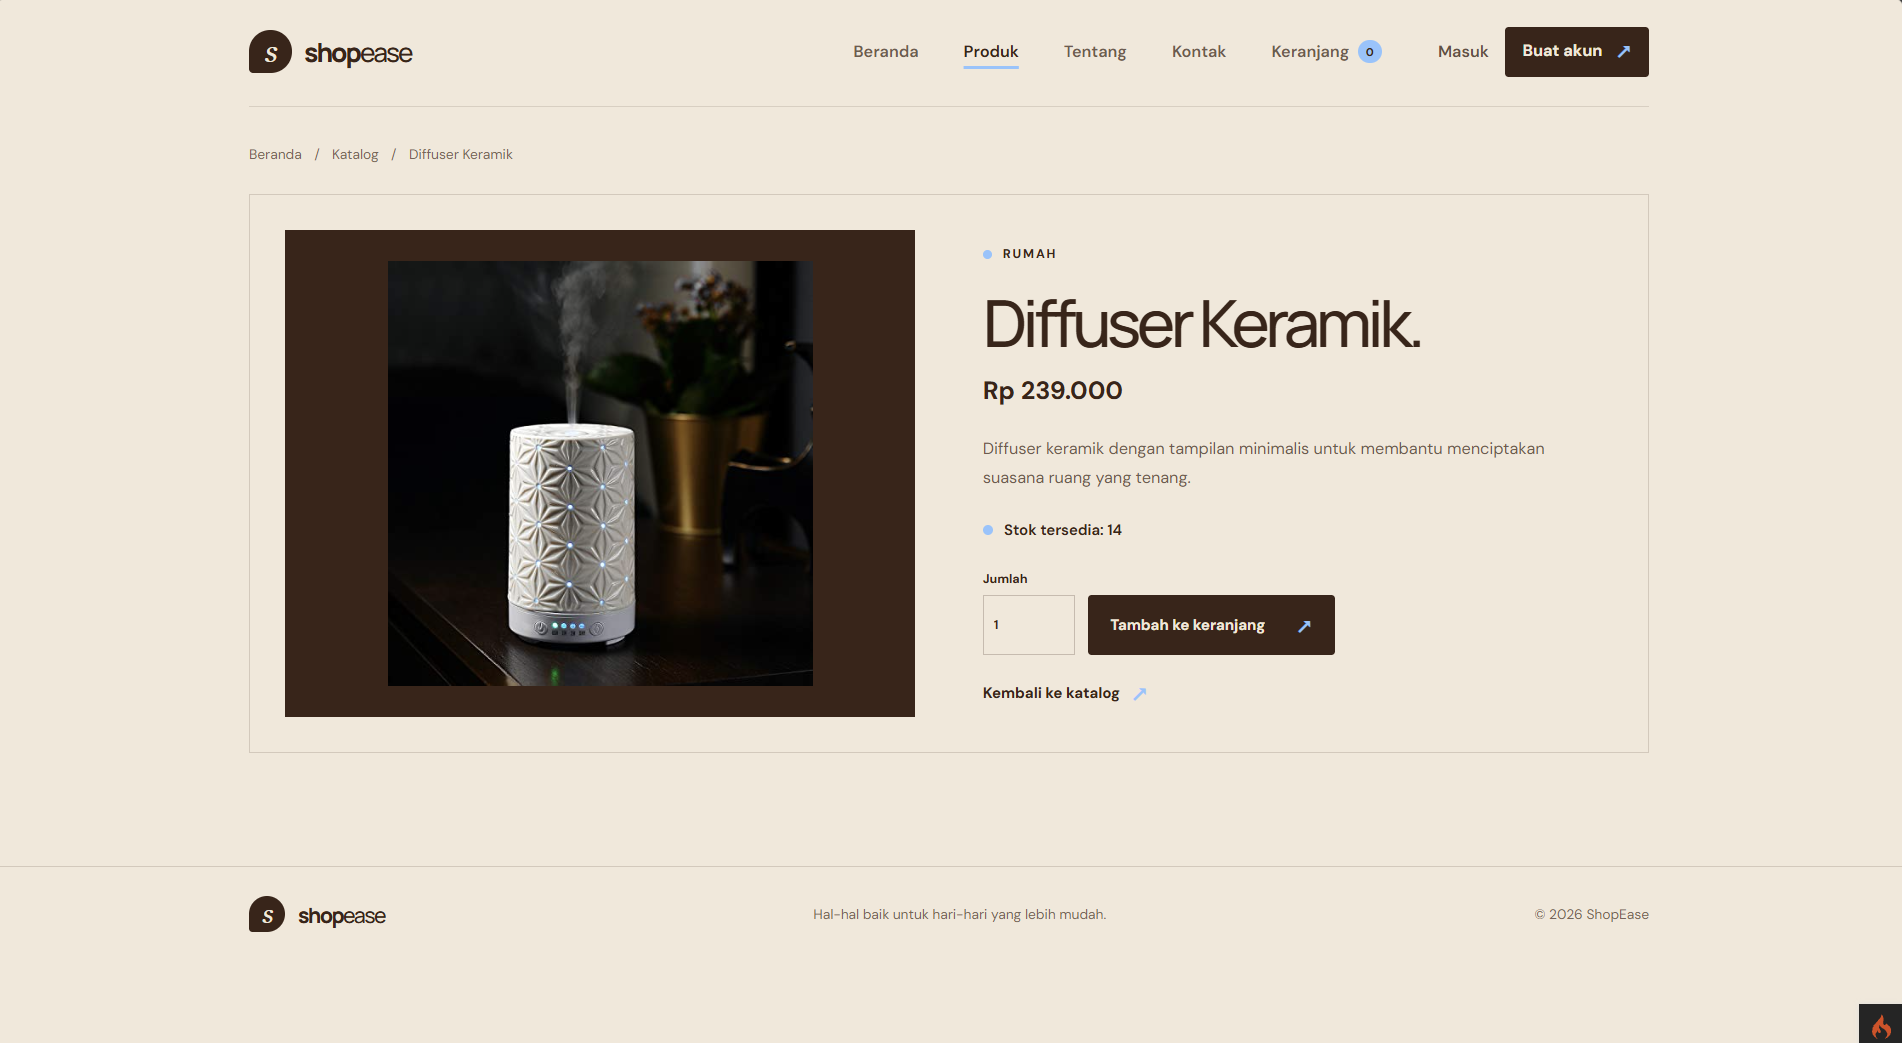 s shopease
Beranda Produk Tentang Kontak Keranjang 0 Masuk Buat akun ↗
Beranda / Katalog / Diffuser Keramik
RUMAH
Diffuser Keramik.
Rp 239.000
Diffuser keramik dengan tampilan minimalis untuk membantu menciptakan
suasana ruang yang tenang.
Stok tersedia: 14
Jumlah
1
Tambah ke keranjang ↗
Kembali ke katalog ↗
s shopease
Hal-hal baik untuk hari-hari yang lebih mudah.
© 2026 ShopEase